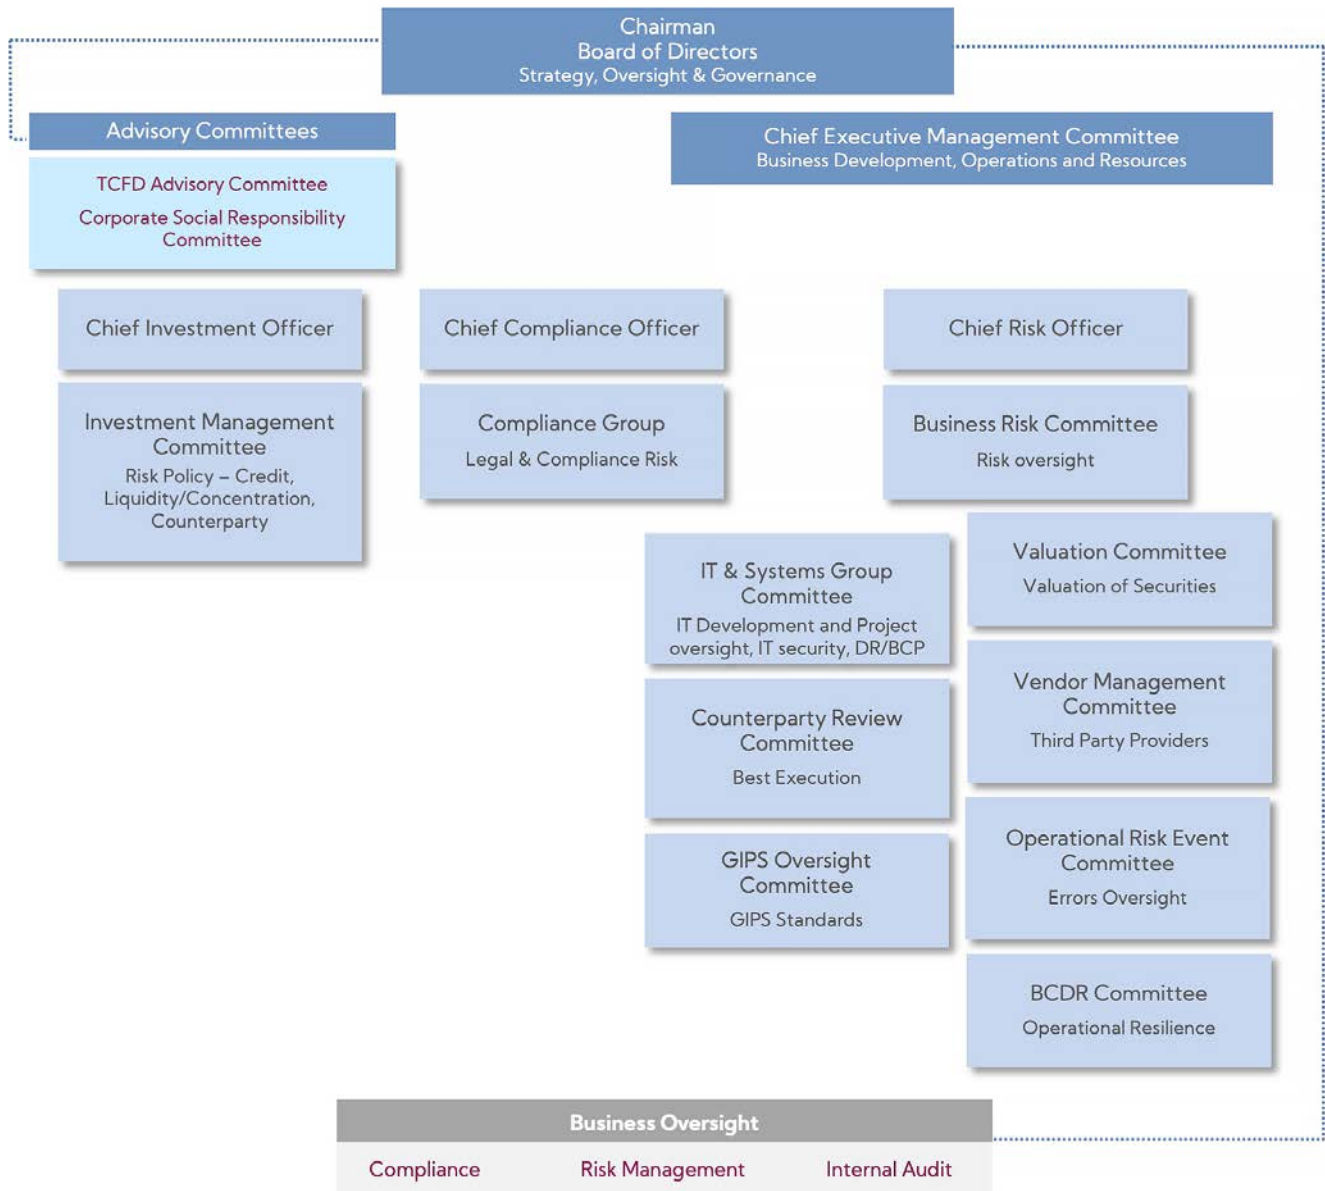 Chairman
Board of Directors
Strategy, Oversight & Governance
Advisory Committees
TCFD Advisory Committee
Corporate Social Responsibility
Committee
Chief Executive Management Committee
Business Development, Operations and Resources
Chief Investment Officer
Chief Compliance Officer
Chief Risk Officer
Investment Management
Committee
Risk Policy – Credit,
Liquidity/Concentration,
Counterparty
Compliance Group
Legal & Compliance Risk
Business Risk Committee
Risk oversight
IT & Systems Group
Committee
IT Development and Project
oversight, IT security, DR/BCP
Valuation Committee
Valuation of Securities
Counterparty Review
Committee
Best Execution
Vendor Management
Committee
Third Party Providers
GIPS Oversight
Committee
GIPS Standards
Operational Risk Event
Committee
Errors Oversight
BCDR Committee
Operational Resilience
Business Oversight
Compliance
Risk Management
Internal Audit